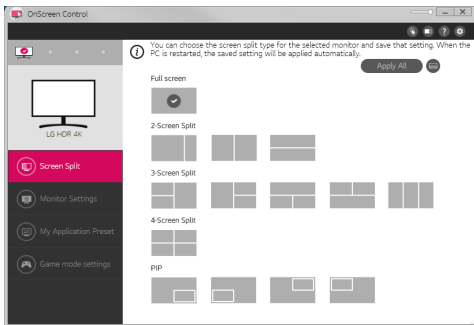 OnScreen Control
You can choose the screen split type for the selected monitor and save that setting. When the
PC is restarted, the saved setting will be applied automatically.
Apply All
Full screen
LG HDR 4K
2-Screen Split
Screen Split
3-Screen Split
Monitor Settings
My Application Preset
4-Screen Split
Game mode settings
PIP